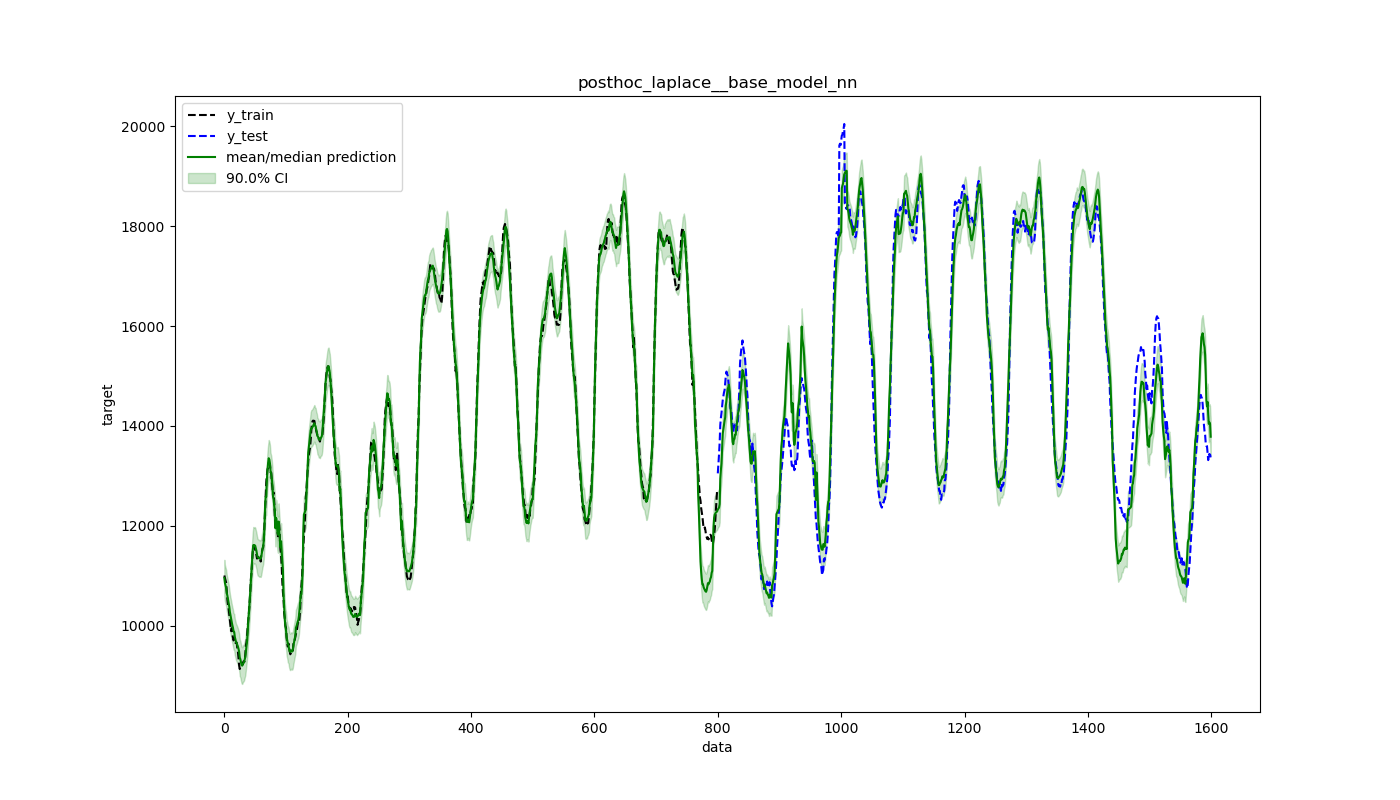 posthoc_laplace__base_model_nn
y_train
y_test
mean/median prediction
90.0% CI
target
20000
18000
16000
14000
12000
10000
0 200 400 600 800 1000 1200 1400 1600
data